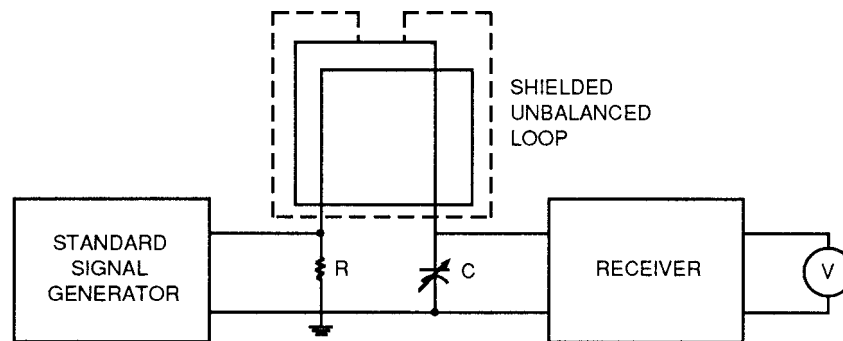 SHIELDED
UNBALANCED
LOOP
STANDARD
SIGNAL
GENERATOR
R
C
RECEIVER
V